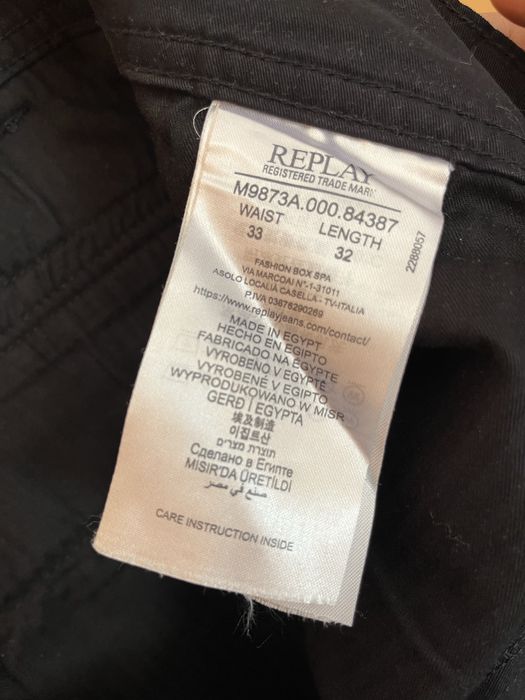 REPLAY
REGISTERED TRADE MARK
M9873A.000.84387
WAIST LENGTH
33 32
2288057
FASHION BOX SPA
VIA MARCOAI N°-1-31011
ASOLO LOCALIÀ CASELLA - TV-ITALIA
P.IVA 03676290269
https://www.replayjeans.com/contact/
MADE IN EGYPT
HECHO EN EGIPTO
FABRICADO NA EGYPTE
VYROBENO V EGYPTĚ
VYROBENÉ V EGIPTO
WYPRODUKOWANO W MISR
GERÐ Í EGYPTA
埃及制造
이집트산
תוצרת מצרים
Сделано в Египте
MISIR'DA ÜRETİLDİ
صنع في مصر
CARE INSTRUCTION INSIDE